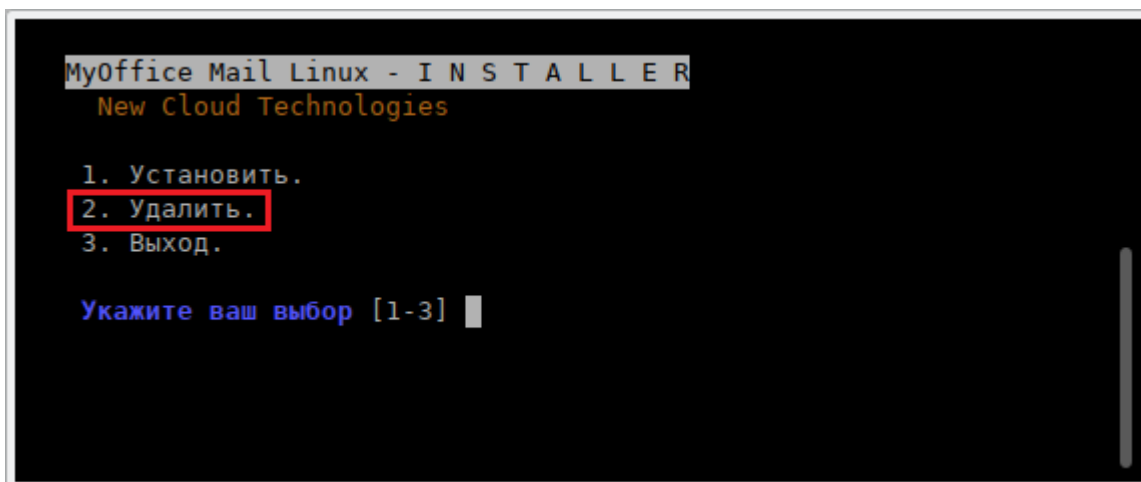 MyOffice Mail Linux - I N S T A L L E R
New Cloud Technologies
1. Установить.
2. Удалить.
3. Выход.
Укажите ваш выбор [1-3]